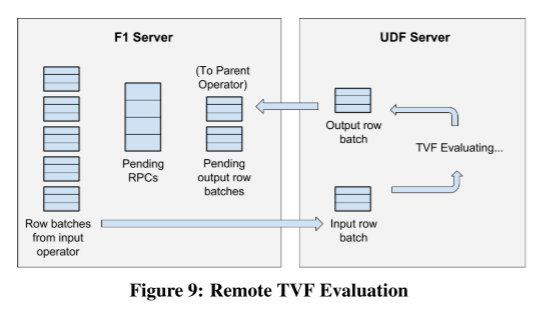 F1 Server
UDF Server
(To Parent
Operator)
Pending
RPCs
Pending
output row
batches
Row batches
from input
operator
Output row
batch
TVF Evaluating...
Input row
batch
Figure 9: Remote TVF Evaluation